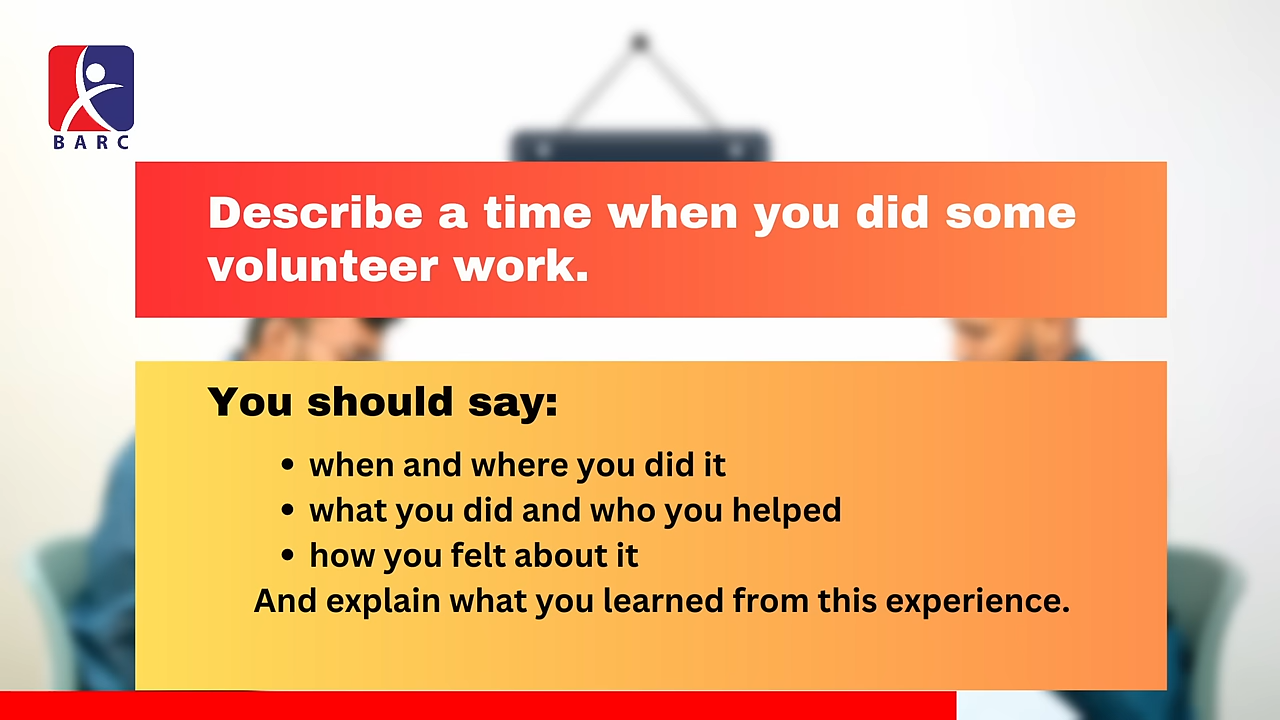 BARC
Describe a time when you did some
volunteer work.
You should say:
• when and where you did it
• what you did and who you helped
• how you felt about it
And explain what you learned from this experience.